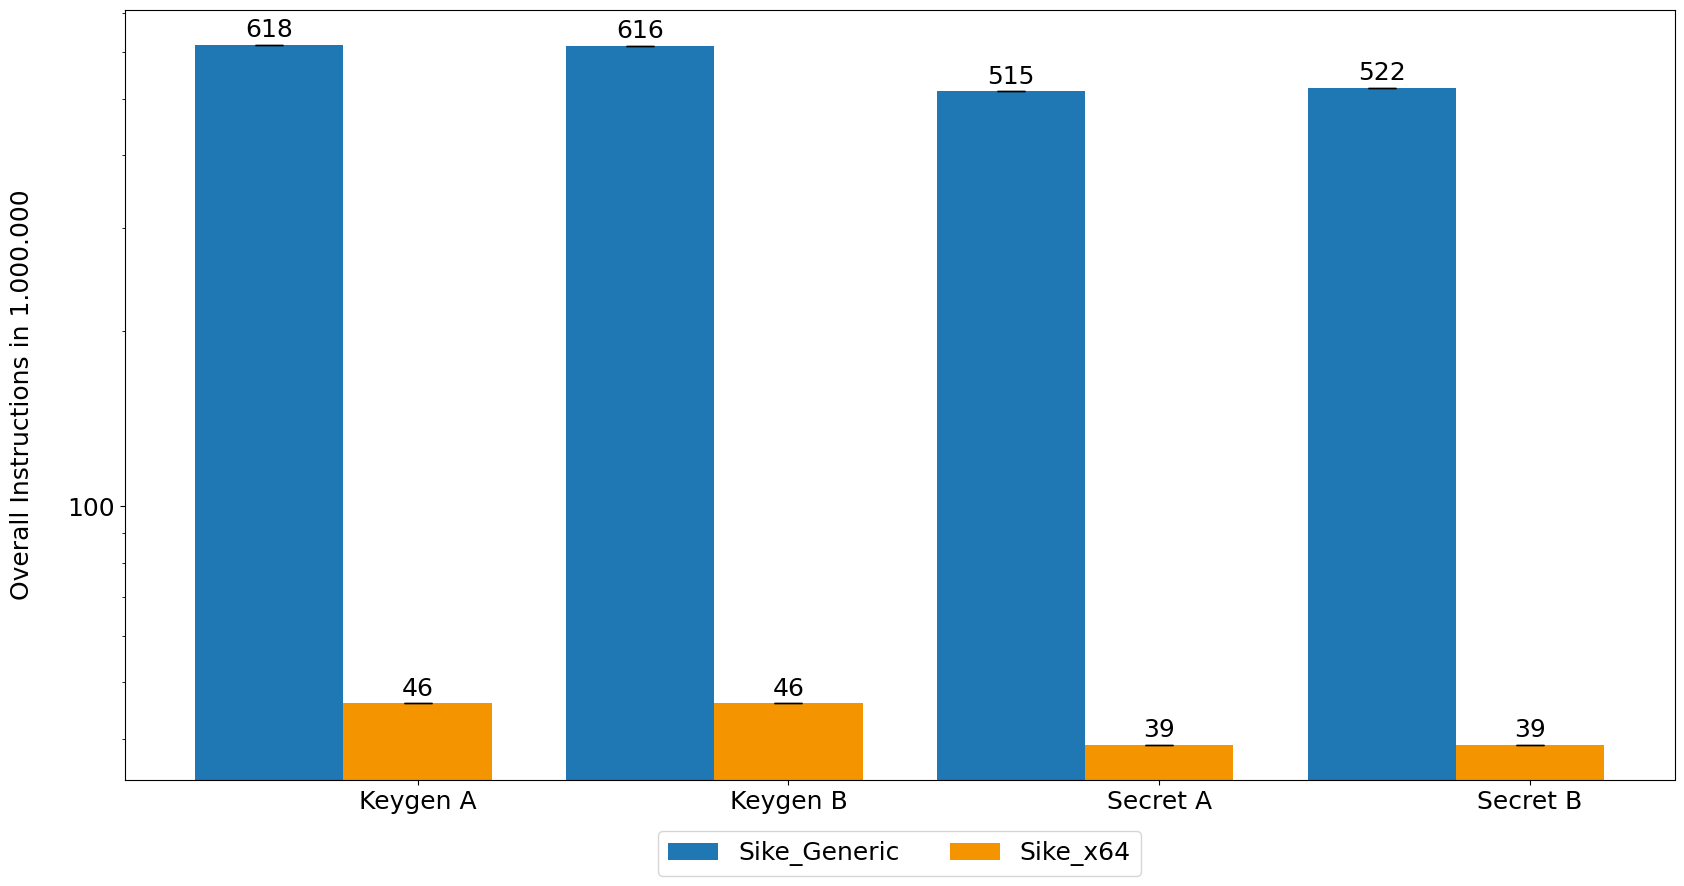 Overall Instructions in 1.000.000
100
618
46
616
46
515
39
522
39
Keygen A
Keygen B
Secret A
Secret B
Sike_Generic
Sike_x64